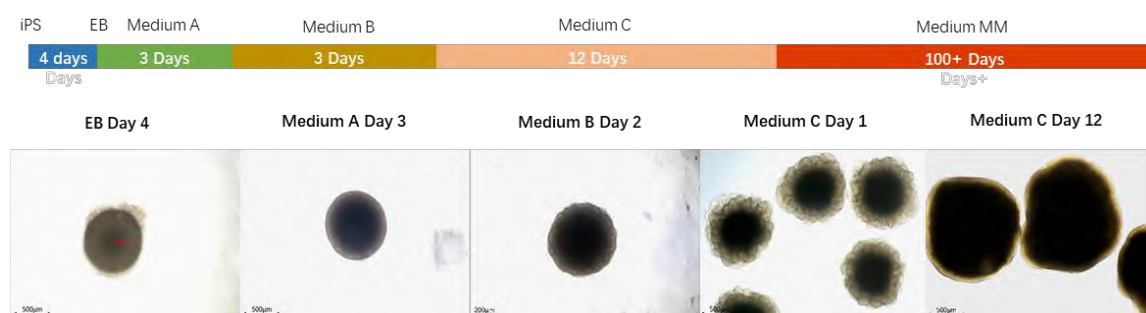 iPS EB Medium A Medium B Medium C Medium MM
4 days 3 Days 3 Days 12 Days 100+ Days
Days Days+
EB Day 4 Medium A Day 3 Medium B Day 2 Medium C Day 1 Medium C Day 12
500μm 500μm 200μm 500μm 500μm